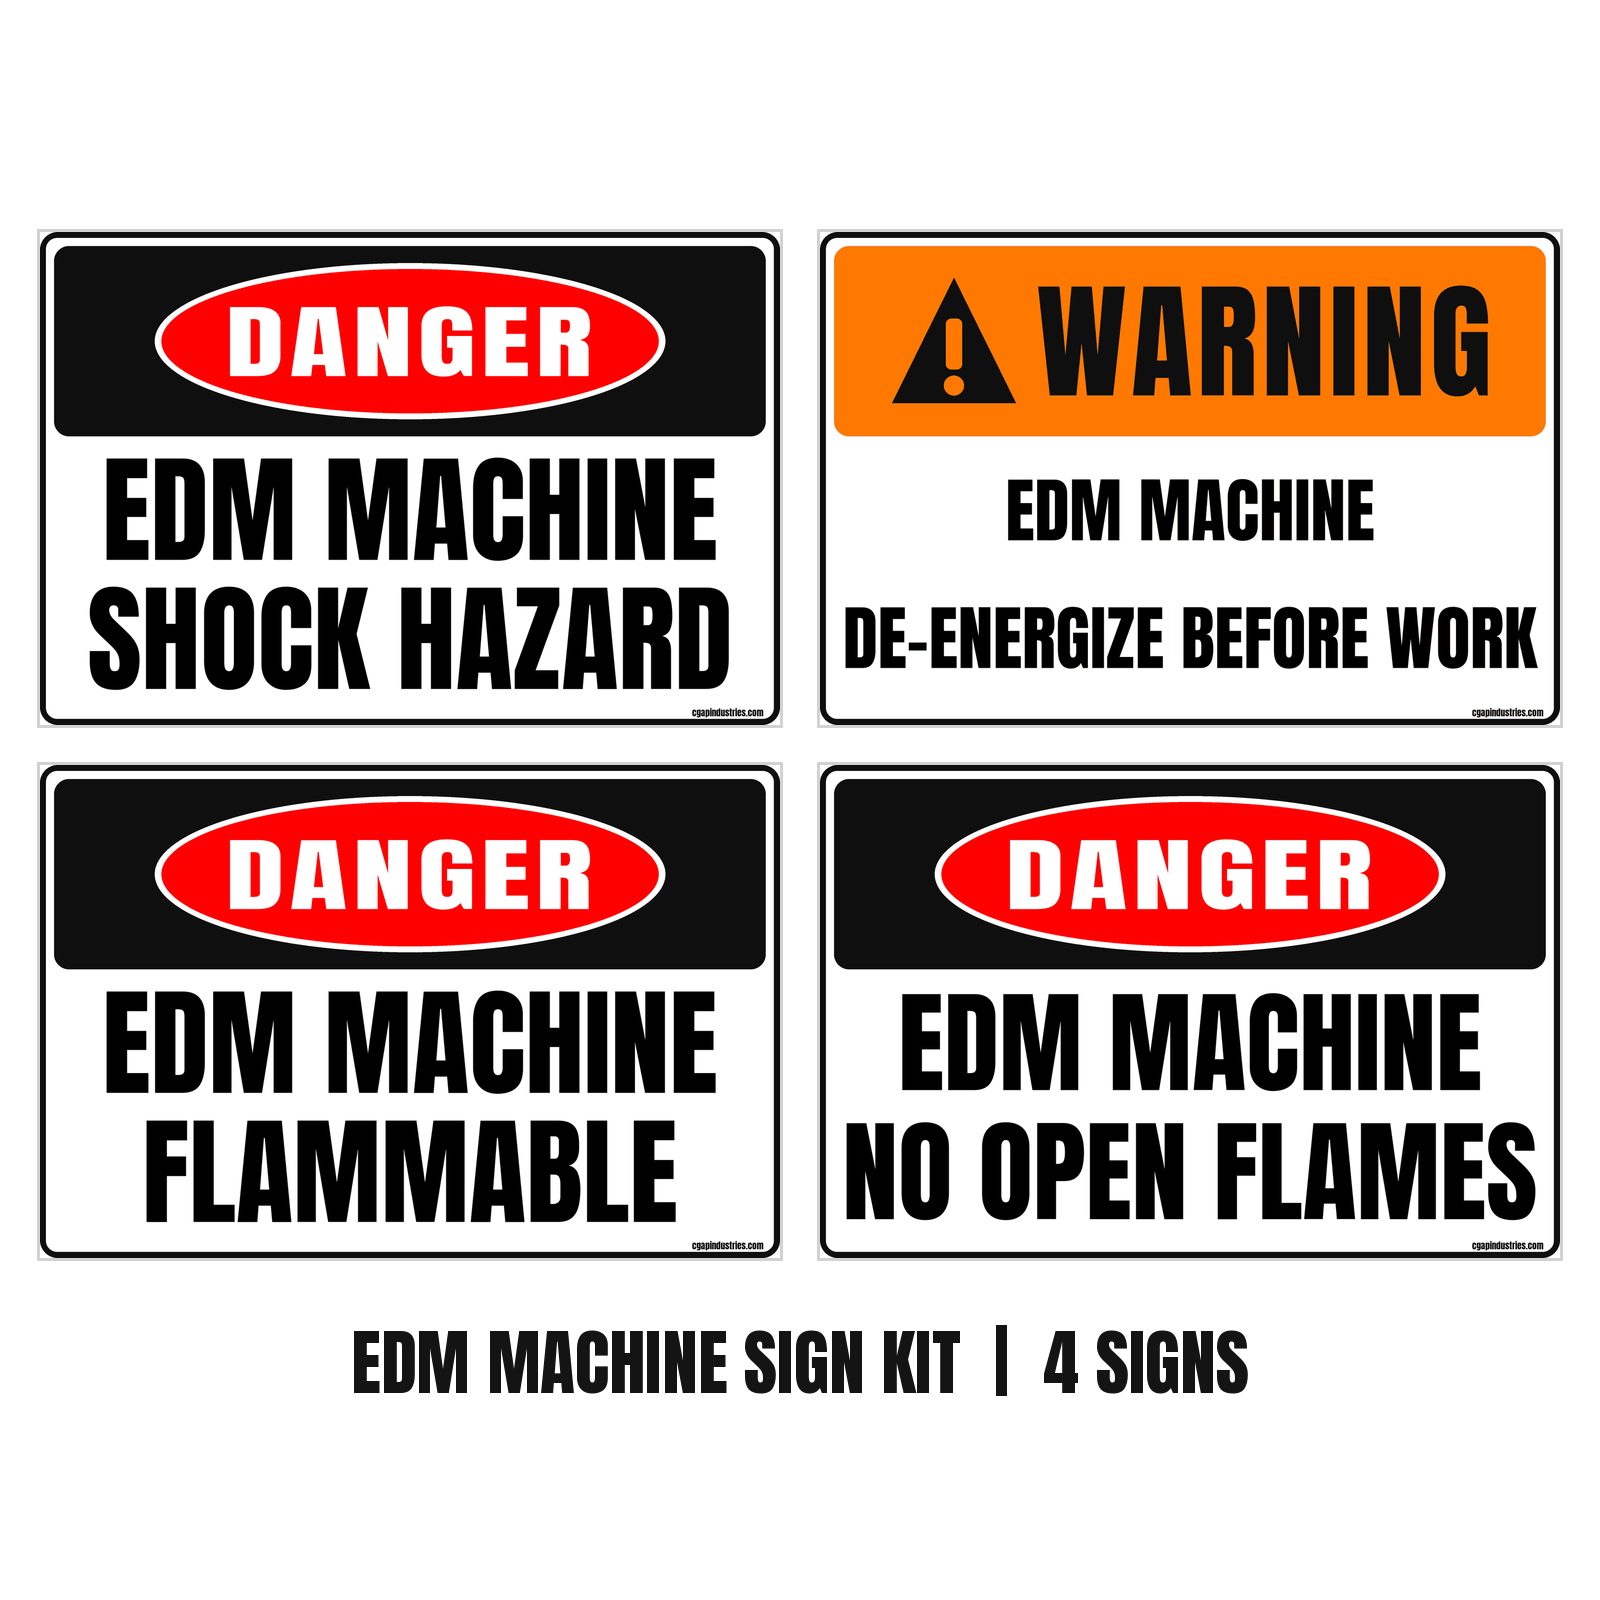 DANGER
EDM MACHINE
SHOCK HAZARD
cgapindustries.com
WARNING
EDM MACHINE
DE-ENERGIZE BEFORE WORK
cgapindustries.com
DANGER
EDM MACHINE
FLAMMABLE
cgapindustries.com
DANGER
EDM MACHINE
NO OPEN FLAMES
cgapindustries.com
EDM MACHINE SIGN KIT | 4 SIGNS